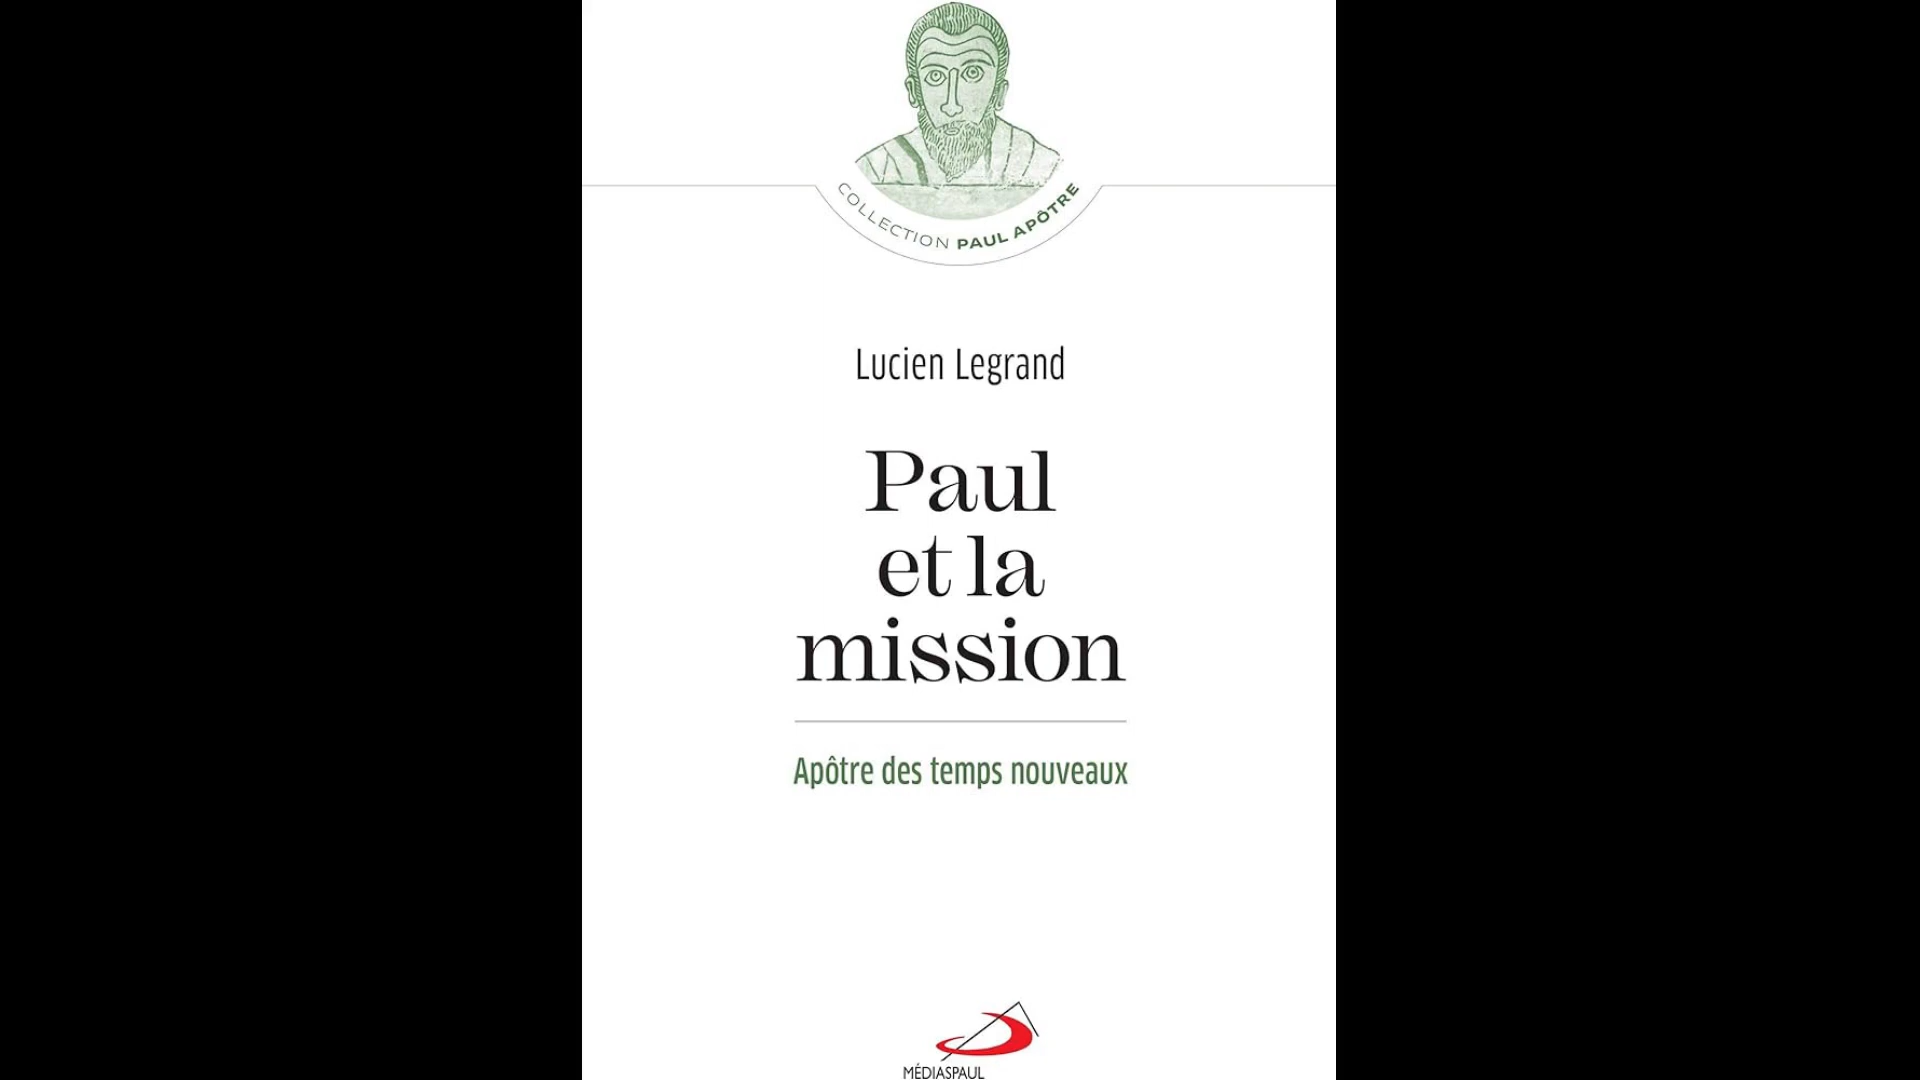 COLLECTION PAUL APÔTRE
Lucien Legrand
Paul
et la
mission
Apôtre des temps nouveaux
MÉDIASPAUL